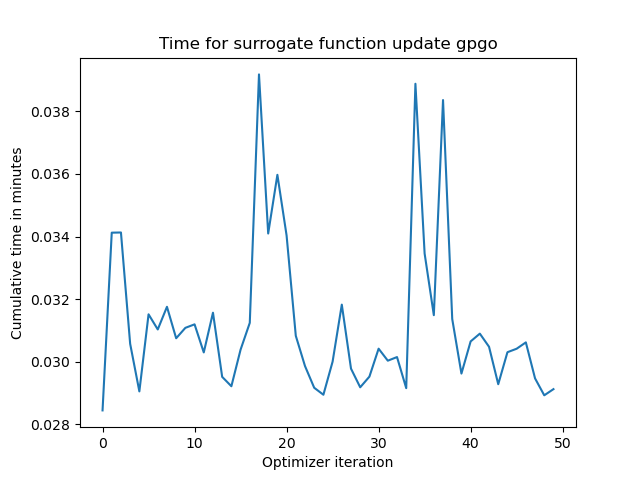 Time for surrogate function update gpgo
Cumulative time in minutes
0.038
0.036
0.034
0.032
0.030
0.028
0 10 20 30 40 50
Optimizer iteration